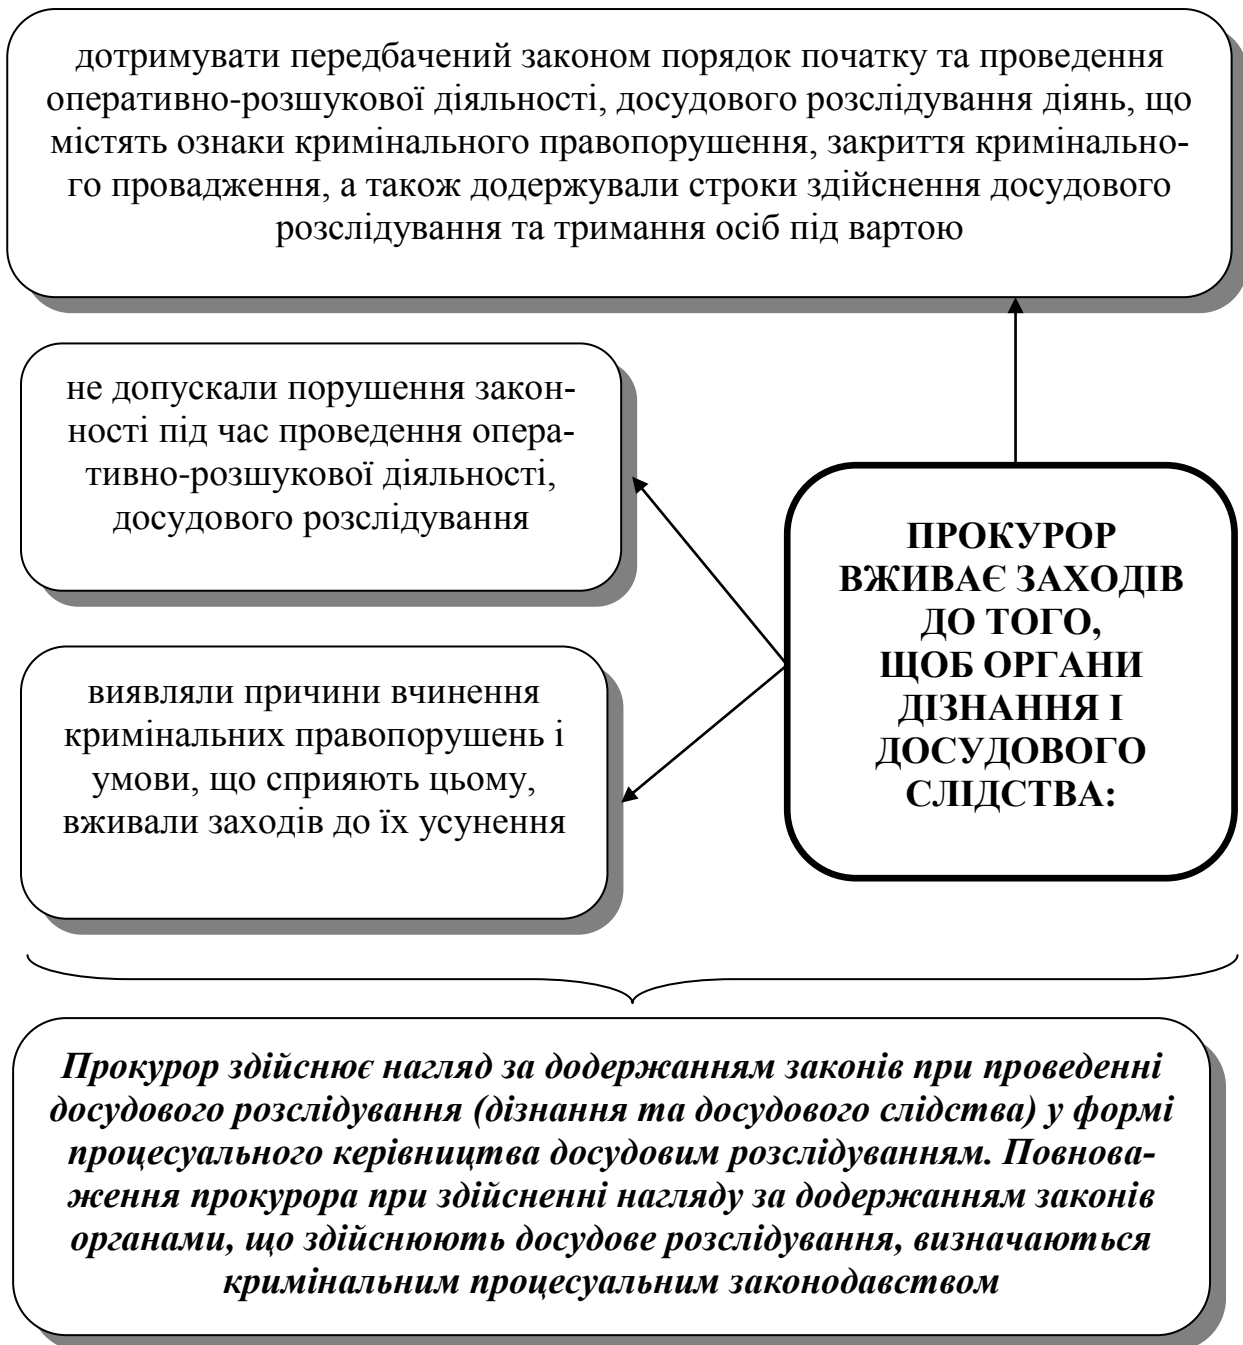 дотримувати передбачений законом порядок початку та проведення
оперативно-розшукової діяльності, досудового розслідування діянь, що
містять ознаки кримінального правопорушення, закриття кримінально-
го провадження, а також додержували строки здійснення досудового
розслідування та тримання осіб під вартою
не допускали порушення закон-
ності під час проведення опера-
тивно-розшукової діяльності,
досудового розслідування
ПРОКУРОР
ВЖИВАЄ ЗАХОДІВ
ДО ТОГО,
ЩОБ ОРГАНИ
ДІЗНАННЯ І
ДОСУДОВОГО
СЛІДСТВА:
виявляли причини вчинення
кримінальних правопорушень і
умови, що сприяють цьому,
вживали заходів до їх усунення
Прокурор здійснює нагляд за додержанням законів при проведенні
досудового розслідування (дізнання та досудового слідства) у формі
процесуального керівництва досудовим розслідуванням. Повнова-
ження прокурора при здійсненні нагляду за додержанням законів
органами, що здійснюють досудове розслідування, визначаються
кримінальним процесуальним законодавством